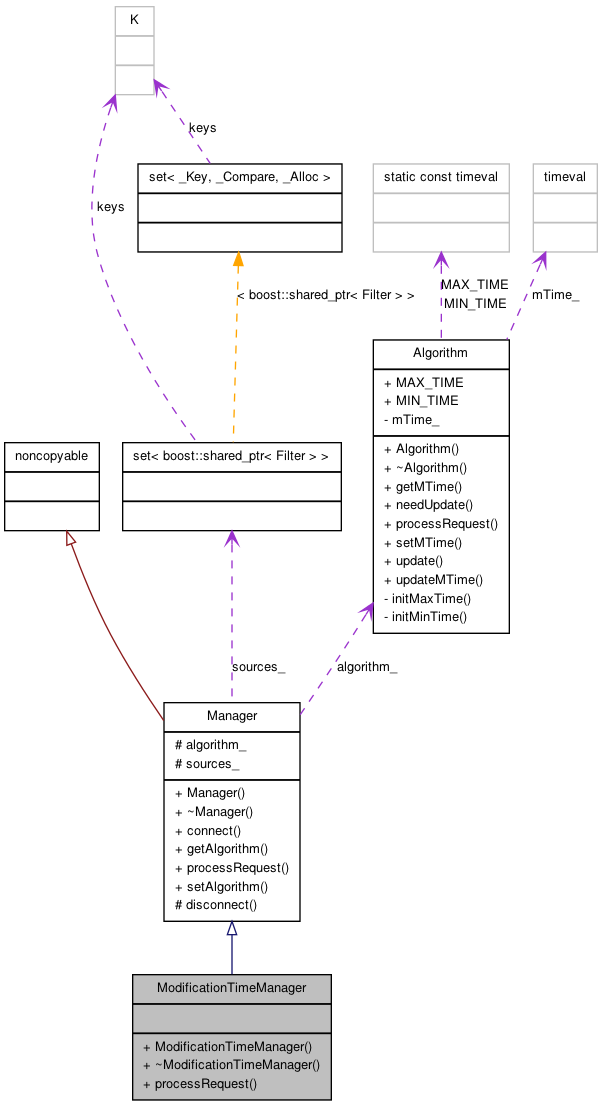 K
keys
set< _Key, _Compare, _Alloc >
static const timeval
timeval
keys
< boost::shared_ptr< Filter > >
MAX_TIME
MIN_TIME
mTime_
Algorithm
+ MAX_TIME
+ MIN_TIME
- mTime_
+ Algorithm()
+ ~Algorithm()
+ getMTime()
+ needUpdate()
+ processRequest()
+ setMTime()
+ update()
+ updateMTime()
- initMaxTime()
- initMinTime()
noncopyable
set< boost::shared_ptr< Filter > >
sources_
algorithm_
Manager
# algorithm_
# sources_
+ Manager()
+ ~Manager()
+ connect()
+ getAlgorithm()
+ processRequest()
+ setAlgorithm()
# disconnect()
ModificationTimeManager
+ ModificationTimeManager()
+ ~ModificationTimeManager()
+ processRequest()